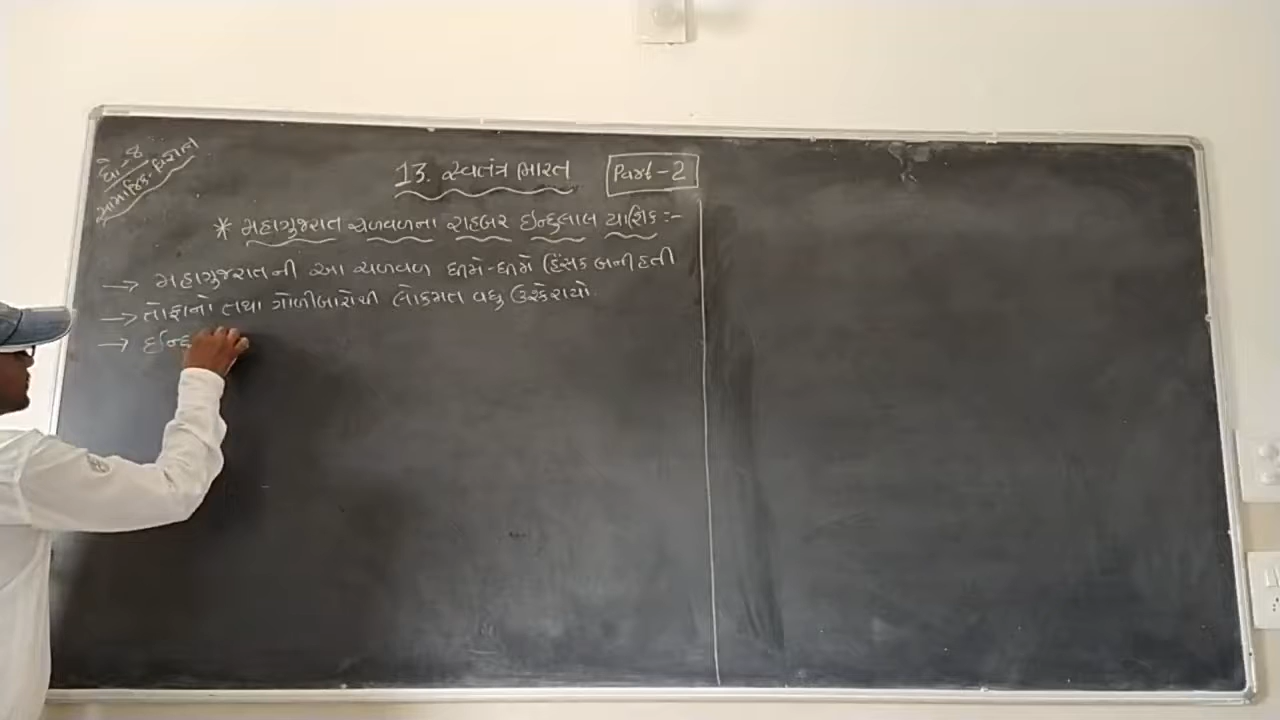 ધો-8
સામાજિક-વિજ્ઞાન
13. સ્વતંત્ર ભારત
Part-2
* મહાગુજરાત ચળવળના રાહબર ઇન્દુલાલ યાજ્ઞિક :-
→ મહાગુજરાતની આ ચળવળ ધીમે-ધીમે હિંસક બની હતી
→ તોફાનો તથા ગોળીબારોથી લોકમત વધુ ઉશ્કેરાયો.
→ ઇન્દુ